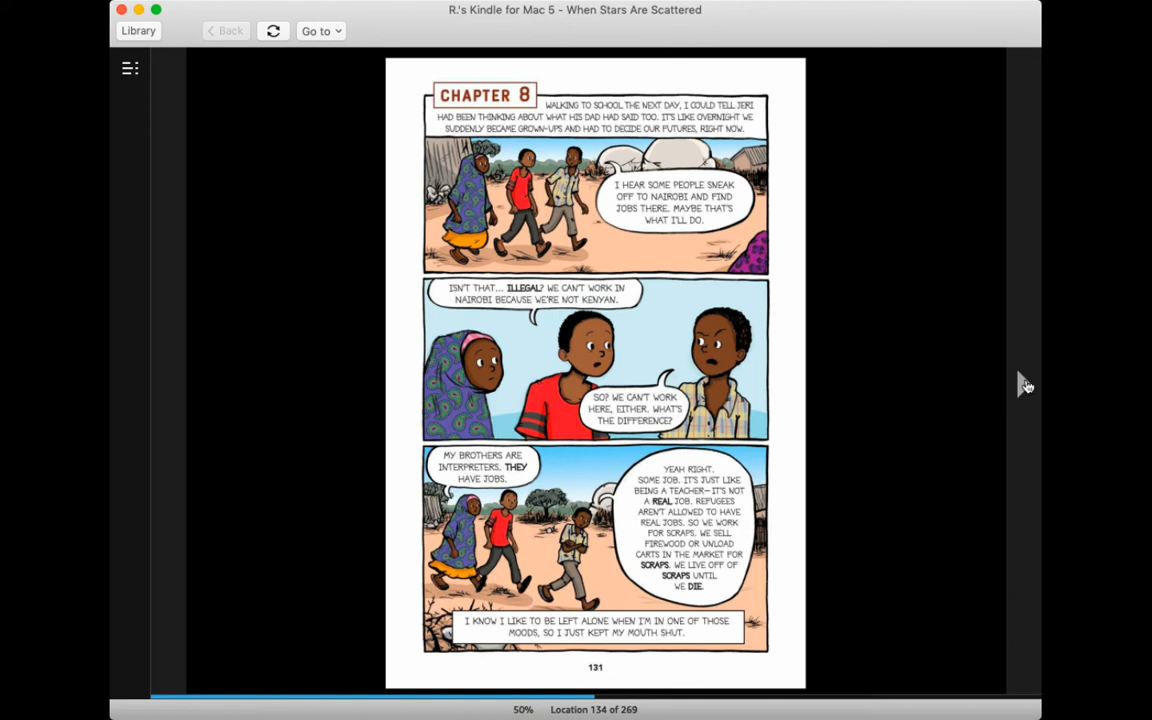 R.'s Kindle for Mac 5 - When Stars Are Scattered
Library
< Back
Go to
CHAPTER 8
WALKING TO SCHOOL THE NEXT DAY, I COULD TELL JERI
HAD BEEN THINKING ABOUT WHAT HIS DAD HAD SAID TOO. IT'S LIKE OVERNIGHT WE
SUDDENLY BECAME GROWN-UPS AND HAD TO DECIDE OUR FUTURES, RIGHT NOW.
I HEAR SOME PEOPLE SNEAK
OFF TO NAIROBI AND FIND
JOBS THERE. MAYBE THAT'S
WHAT I'LL DO.
ISN'T THAT... ILLEGAL? WE CAN'T WORK IN
NAIROBI BECAUSE WE'RE NOT KENYAN.
SO? WE CAN'T WORK
HERE, EITHER. WHAT'S
THE DIFFERENCE?
MY BROTHERS ARE
INTERPRETERS. THEY
HAVE JOBS.
YEAH RIGHT.
SOME JOB. IT'S JUST LIKE
BEING A TEACHER—IT'S NOT
A REAL JOB. REFUGEES
AREN'T ALLOWED TO HAVE
REAL JOBS. SO WE WORK
FOR SCRAPS. WE SELL
FIREWOOD OR UNLOAD
CARTS IN THE MARKET FOR
SCRAPS. WE LIVE OFF OF
SCRAPS UNTIL
WE DIE.
I KNOW I LIKE TO BE LEFT ALONE WHEN I'M IN ONE OF THOSE
MOODS, SO I JUST KEPT MY MOUTH SHUT.
131
50% Location 134 of 269